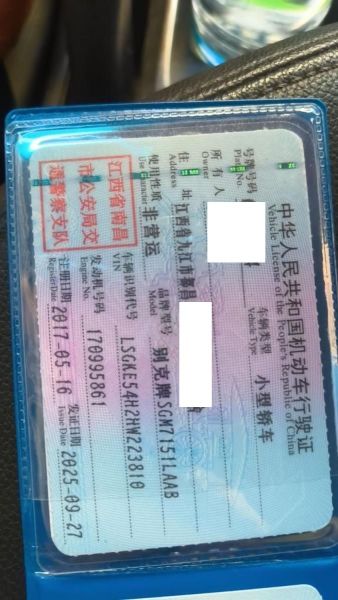 中华人民共和国机动车行驶证
Vehicle License of the People's Republic of China
号牌号码
Plate No.
车辆类型 小型轿车
Vehicle Type
所有人
Owner
住址 江西省九江市都昌
Address
使用性质 非营运
Use Character
品牌型号 别克牌SGM7151LAAB
Model
江西省南昌
市公安局交
通警察支队
车辆识别代号 LSGKE54H2HW223810
VIN
发动机号码 170995861
Engine No.
注册日期 2017-05-16
Register Date
发证日期 2025-09-27
Issue Date